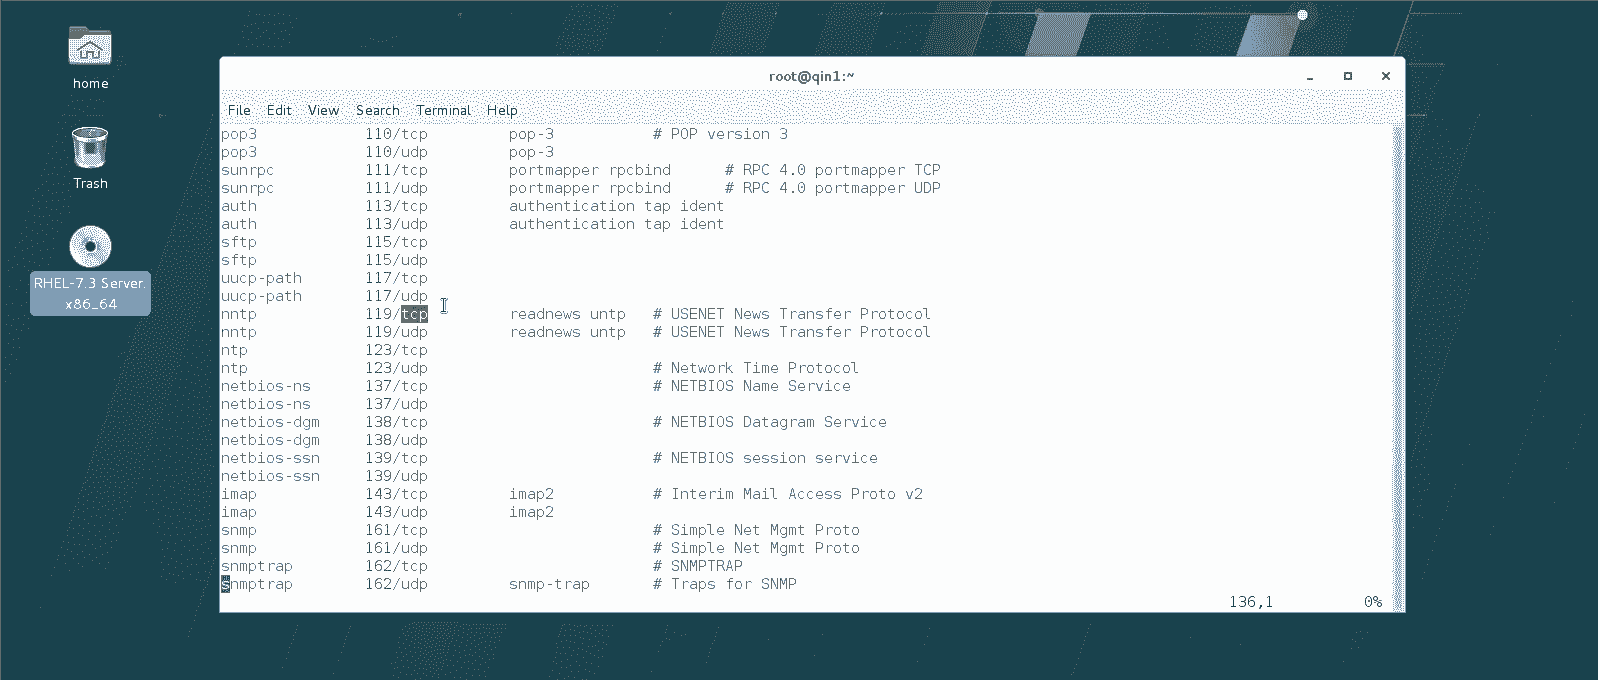 home
Trash
RHEL-7.3 Server.
x86_64
root@qin1:~
File Edit View Search Terminal Help
pop3 110/tcp pop-3 # POP version 3
pop3 110/udp pop-3
sunrpc 111/tcp portmapper rpcbind # RPC 4.0 portmapper TCP
sunrpc 111/udp portmapper rpcbind # RPC 4.0 portmapper UDP
auth 113/tcp authentication tap ident
auth 113/udp authentication tap ident
sftp 115/tcp
sftp 115/udp
uucp-path 117/tcp
uucp-path 117/udp
nntp 119/tcp readnews untp # USENET News Transfer Protocol
nntp 119/udp readnews untp # USENET News Transfer Protocol
ntp 123/tcp
ntp 123/udp # Network Time Protocol
netbios-ns 137/tcp # NETBIOS Name Service
netbios-ns 137/udp
netbios-dgm 138/tcp # NETBIOS Datagram Service
netbios-dgm 138/udp
netbios-ssn 139/tcp # NETBIOS session service
netbios-ssn 139/udp
imap 143/tcp imap2 # Interim Mail Access Proto v2
imap 143/udp imap2
snmp 161/tcp # Simple Net Mgmt Proto
snmp 161/udp # Simple Net Mgmt Proto
snmptrap 162/tcp # SNMPTRAP
snmptrap 162/udp snmp-trap # Traps for SNMP
136,1 0%